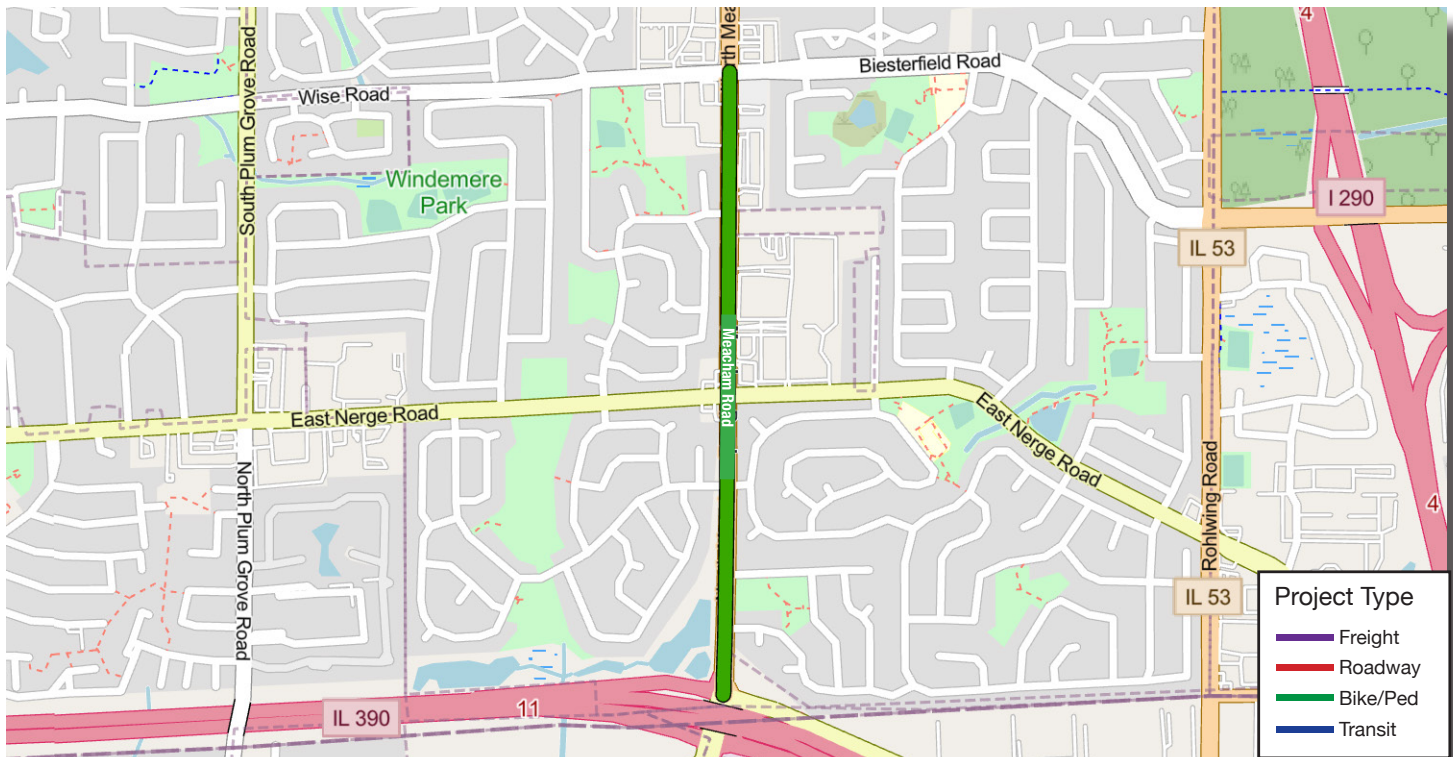 4
North Mea
South Plum Grove Road
Biesterfield Road
Wise Road
Windemere
Park
I 290
IL 53
Meacham Road
East Nerge Road
East Nerge Road
North Plum Grove Road
Rohlwing Road
4
IL 53
IL 390
11
Project Type
Freight
Roadway
Bike/Ped
Transit